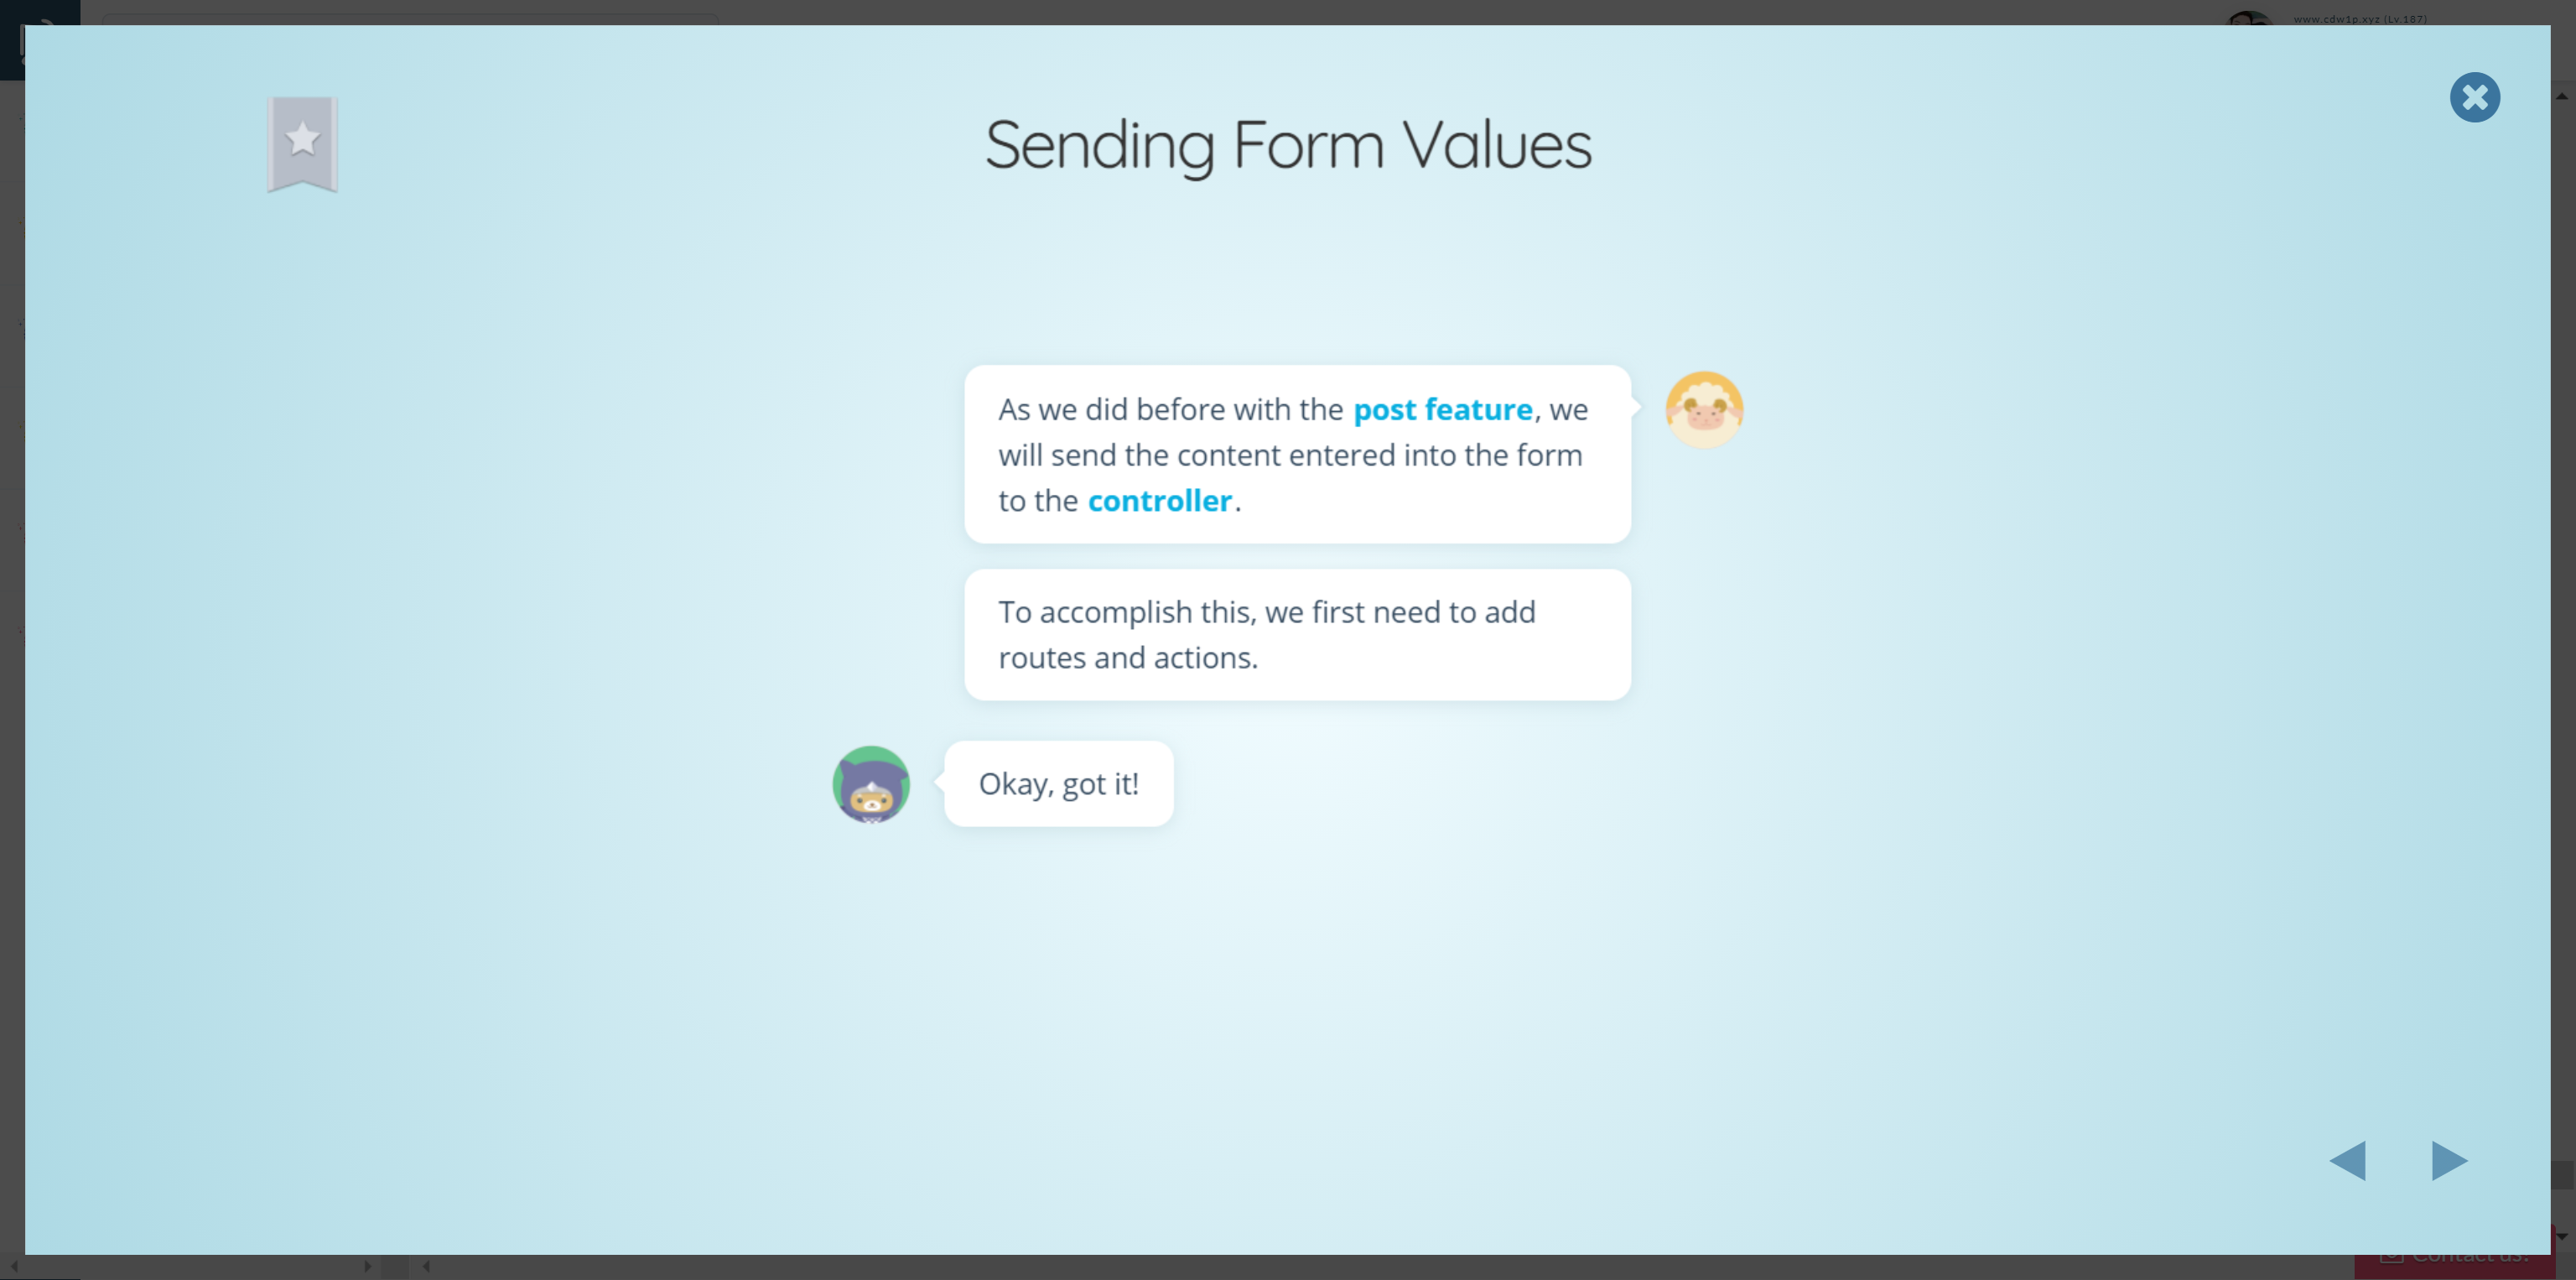 www.cdw1p.xyz (Lv.187)
Sending Form Values
As we did before with the post feature, we
will send the content entered into the form
to the controller.
To accomplish this, we first need to add
routes and actions.
Okay, got it!
Contact us!